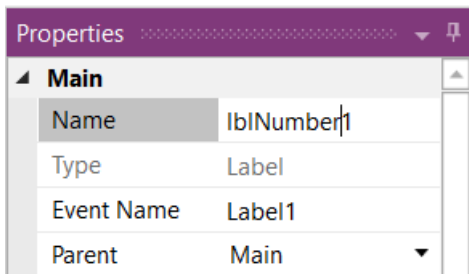 Properties
Main
Name lblNumber1
Type Label
Event Name Label1
Parent Main